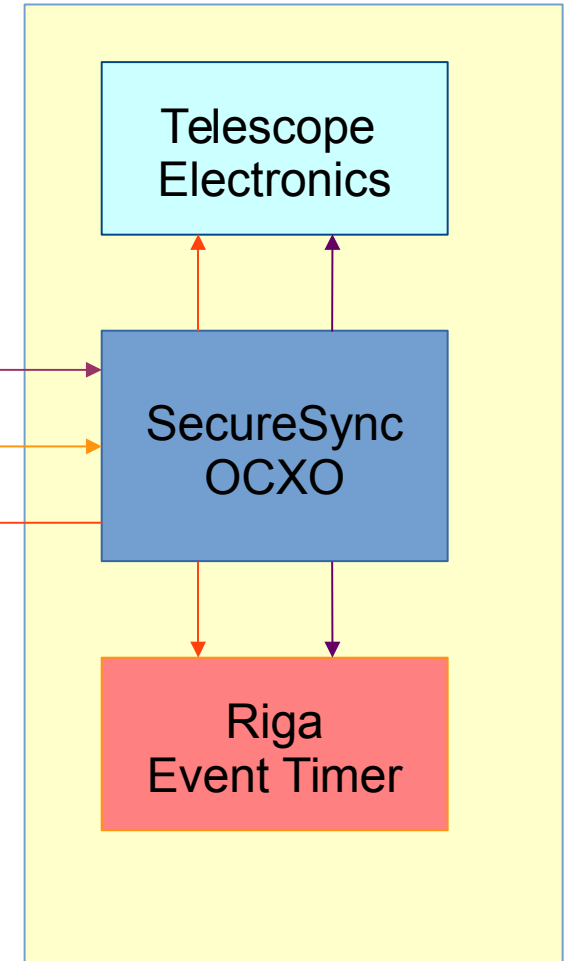 Telescope
Electronics
SecureSync
OCXO
Riga
Event Timer